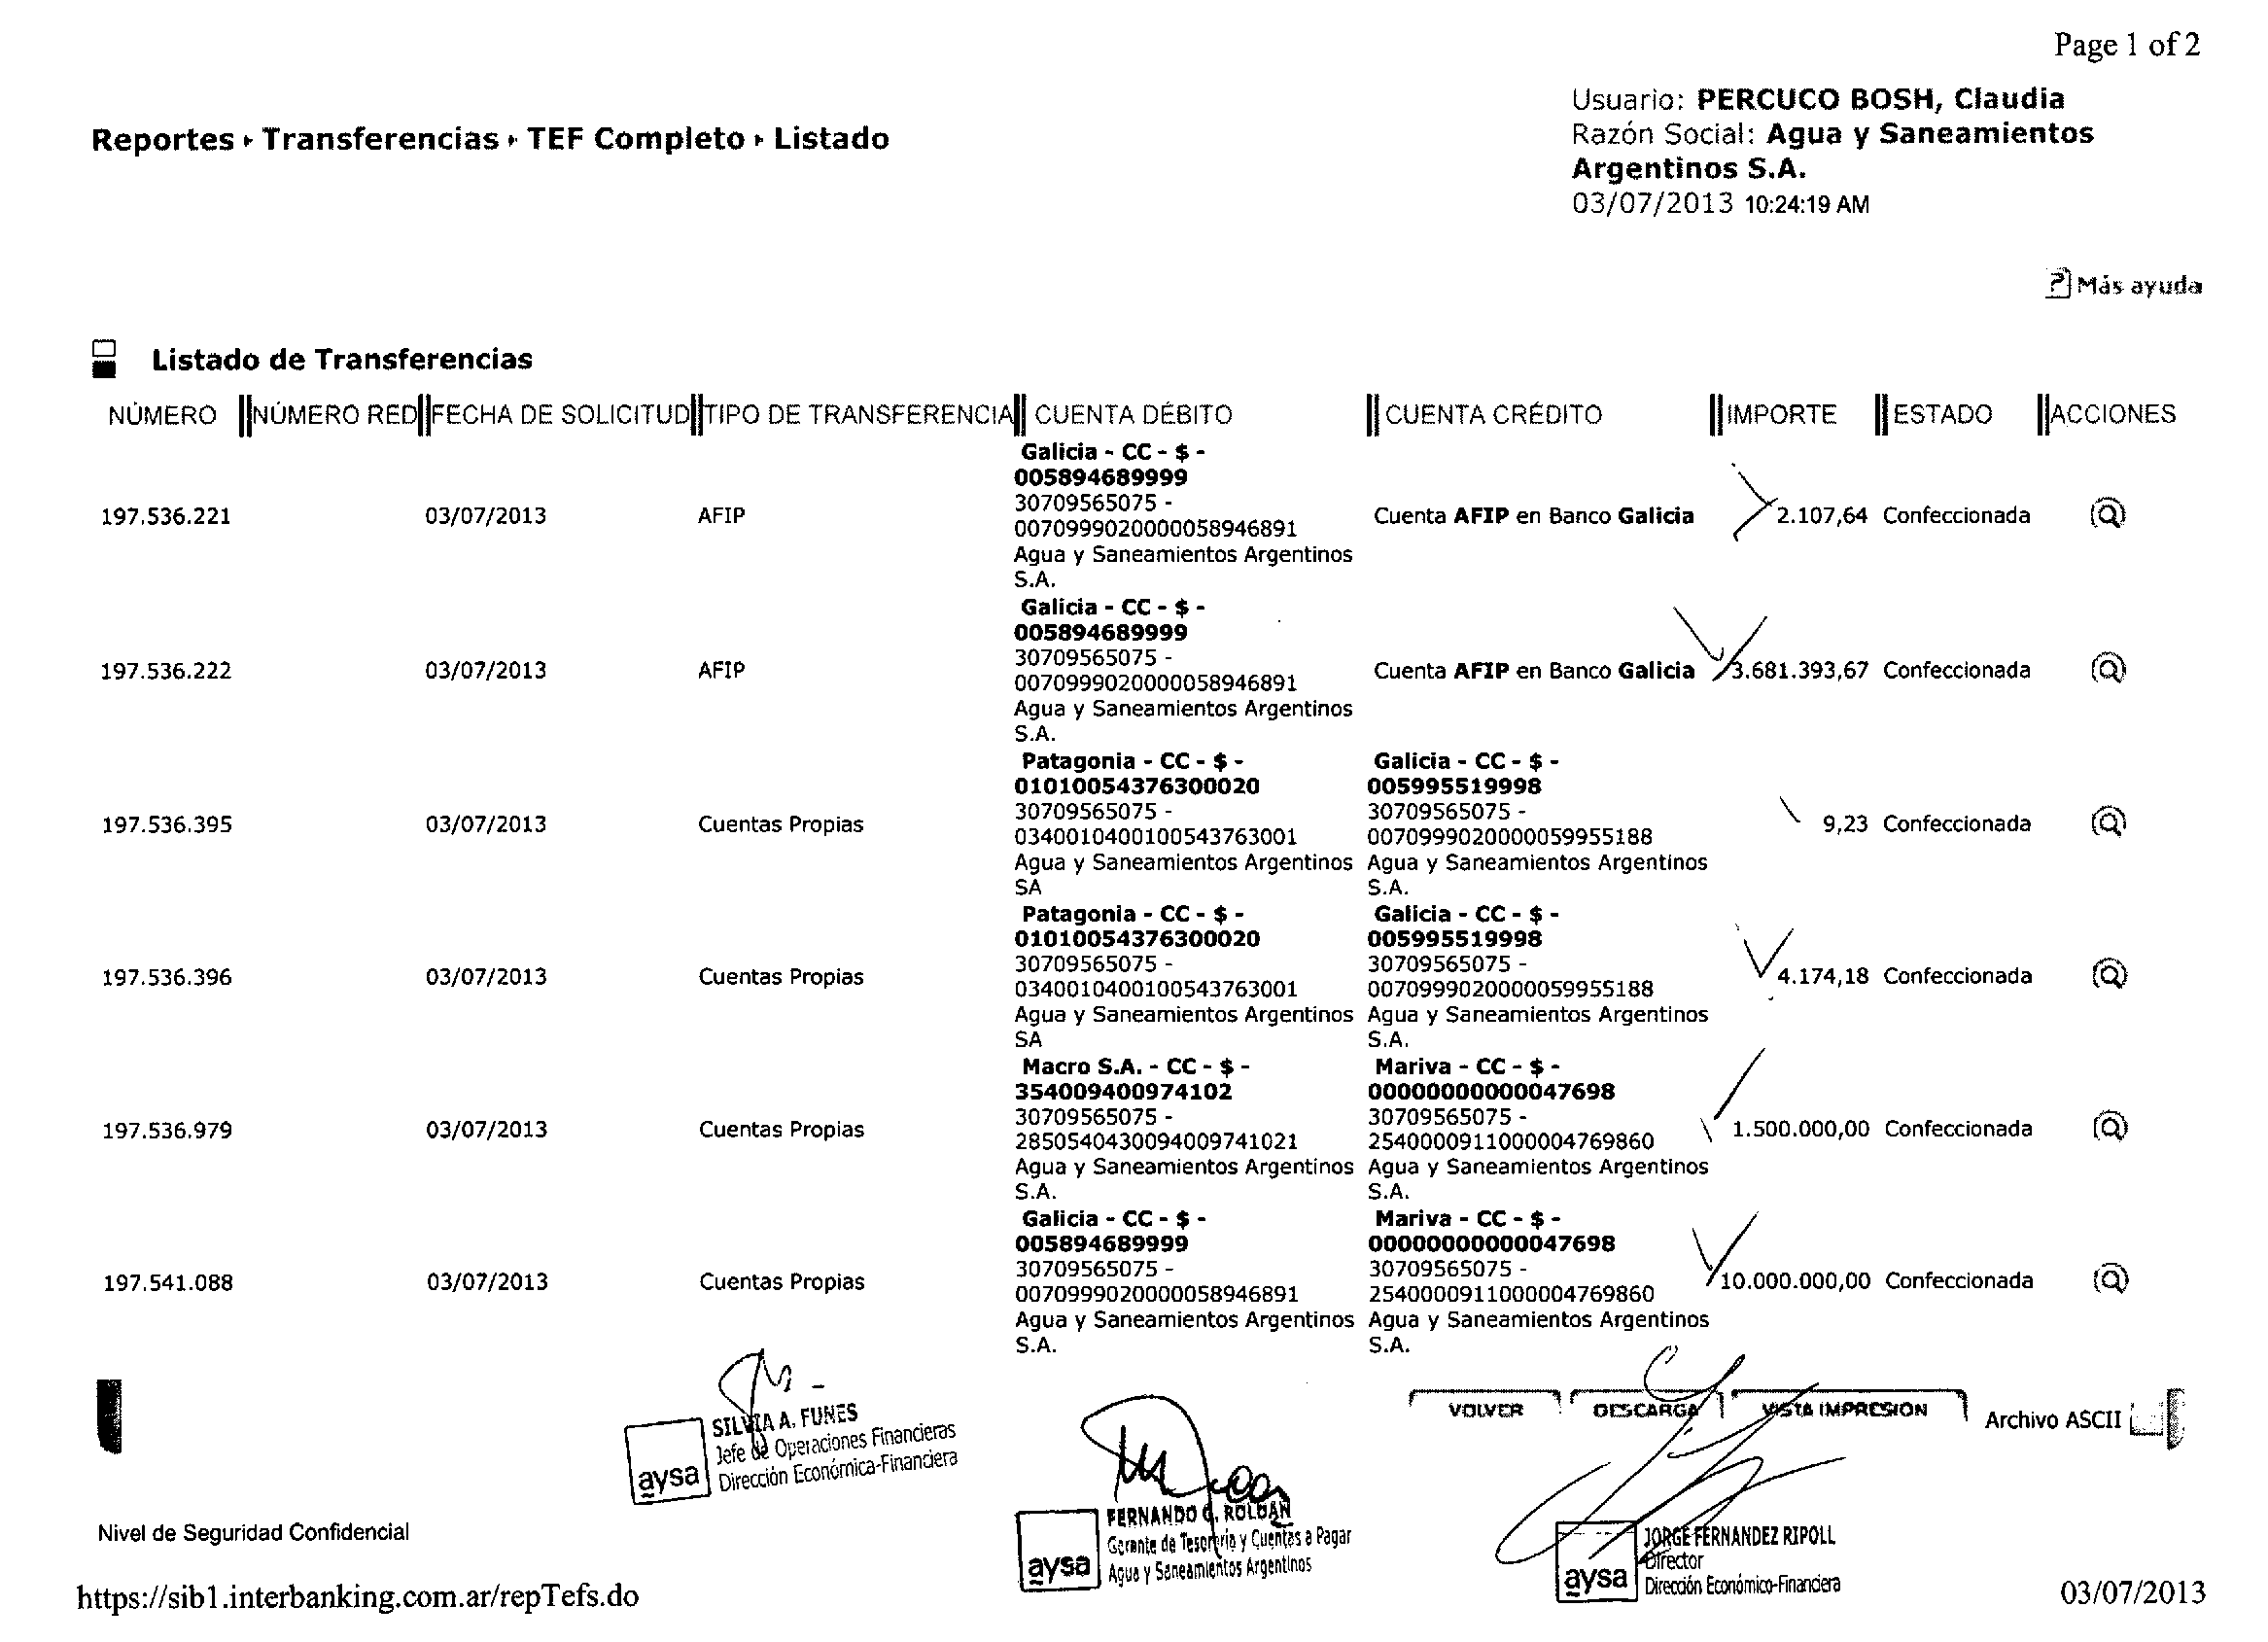 Page 1 of 2
Usuario: PERCUCO BOSH, Claudia
Razón Social: Agua y Saneamientos
Argentinos S.A.
03/07/2013 10:24:19 AM
Reportes ▸ Transferencias ▸ TEF Completo ▸ Listado
Más ayuda
Listado de Transferencias
NÚMERO NÚMERO RED FECHA DE SOLICITUD TIPO DE TRANSFERENCIA CUENTA DÉBITO CUENTA CRÉDITO IMPORTE ESTADO ACCIONES
Galicia - CC - $ -
005894689999
30709565075 -
197.536.221 03/07/2013 AFIP Cuenta AFIP en Banco Galicia 2.107,64 Confeccionada
0070999020000058946891
Agua y Saneamientos Argentinos
S.A.
Galicia - CC - $ -
005894689999
30709565075 -
197.536.222 03/07/2013 AFIP Cuenta AFIP en Banco Galicia 3.681.393,67 Confeccionada
0070999020000058946891
Agua y Saneamientos Argentinos
S.A.
Patagonia - CC - $ - Galicia - CC - $ -
01010054376300020 005995519998
30709565075 - 30709565075 -
197.536.395 03/07/2013 Cuentas Propias 9,23 Confeccionada
0340010400100543763001 0070999020000059955188
Agua y Saneamientos Argentinos Agua y Saneamientos Argentinos
SA S.A.
Patagonia - CC - $ - Galicia - CC - $ -
01010054376300020 005995519998
30709565075 - 30709565075 -
197.536.396 03/07/2013 Cuentas Propias 4.174,18 Confeccionada
0340010400100543763001 0070999020000059955188
Agua y Saneamientos Argentinos Agua y Saneamientos Argentinos
SA S.A.
Macro S.A. - CC - $ - Mariva - CC - $ -
354009400974102 00000000000047698
30709565075 - 30709565075 -
197.536.979 03/07/2013 Cuentas Propias 1.500.000,00 Confeccionada
2850540430094009741021 2540000911000004769860
Agua y Saneamientos Argentinos Agua y Saneamientos Argentinos
S.A. S.A.
Galicia - CC - $ - Mariva - CC - $ -
005894689999 00000000000047698
30709565075 - 30709565075 -
197.541.088 03/07/2013 Cuentas Propias 10.000.000,00 Confeccionada
0070999020000058946891 2540000911000004769860
Agua y Saneamientos Argentinos Agua y Saneamientos Argentinos
S.A. S.A.
VOLVER DESCARGA VISTA IMPRESION Archivo ASCII
aysa SILVIA A. FUNES
Jefe de Operaciones Financieras
Dirección Económica-Financiera
aysa FERNANDO C. ROLDAN
Gerente de Tesorería y Cuentas a Pagar
Agua y Saneamientos Argentinos
aysa JORGE FERNANDEZ RIPOLL
Director
Dirección Económico-Financiera
Nivel de Seguridad Confidencial
https://sib1.interbanking.com.ar/repTefs.do 03/07/2013